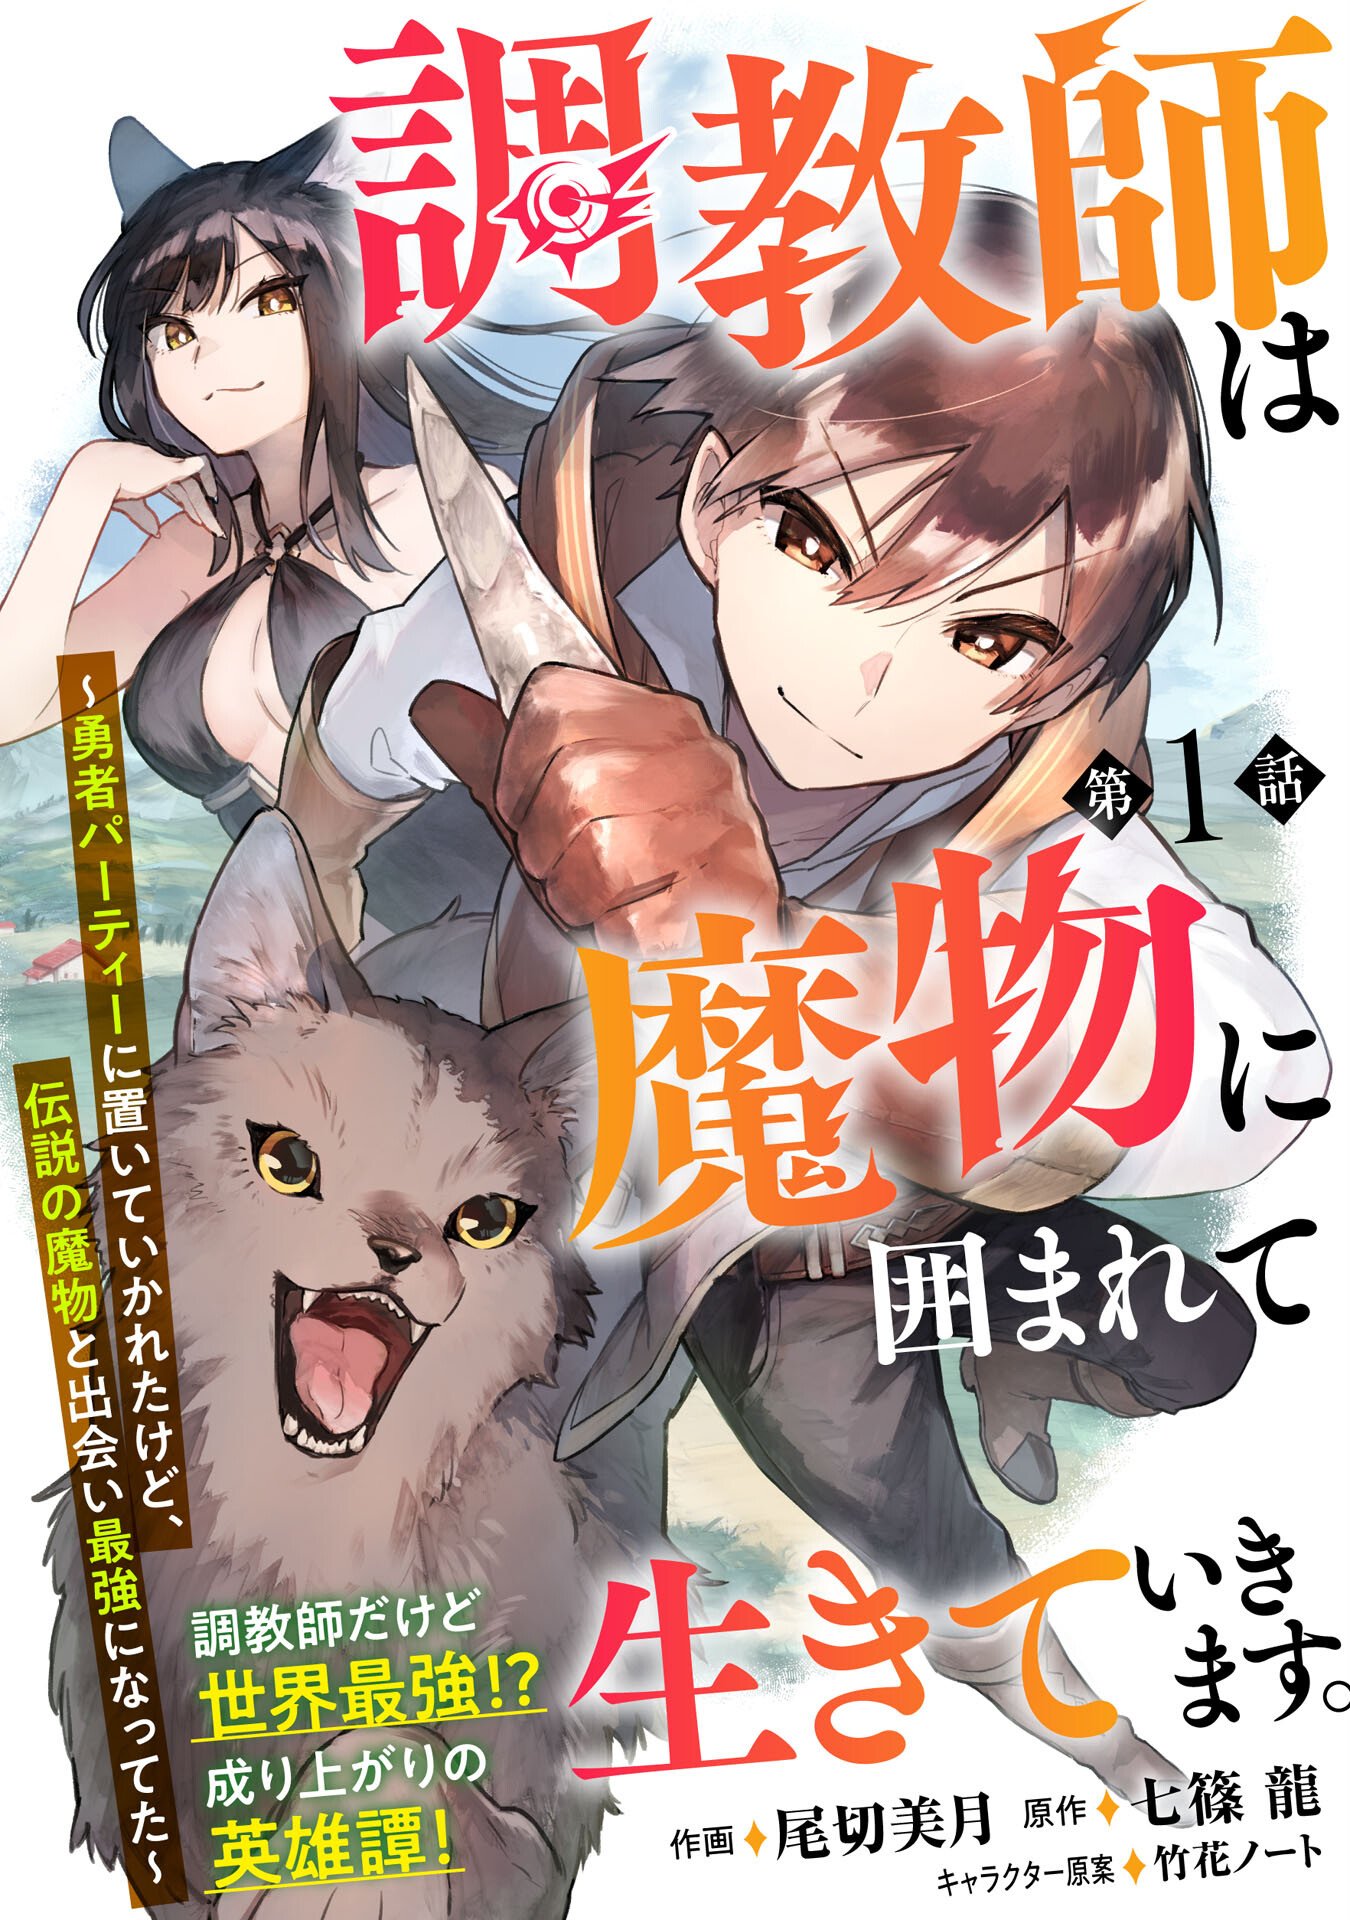 調教師は
第1話
魔物に
囲まれて
生きていきます。
～勇者パーティーに置いていかれたけど、
伝説の魔物と出会い最強になってた～
調教師だけど
世界最強!?
成り上がりの
英雄譚!
作画✦尾切美月 原作✦七篠 龍
キャラクター原案✦竹花ノート